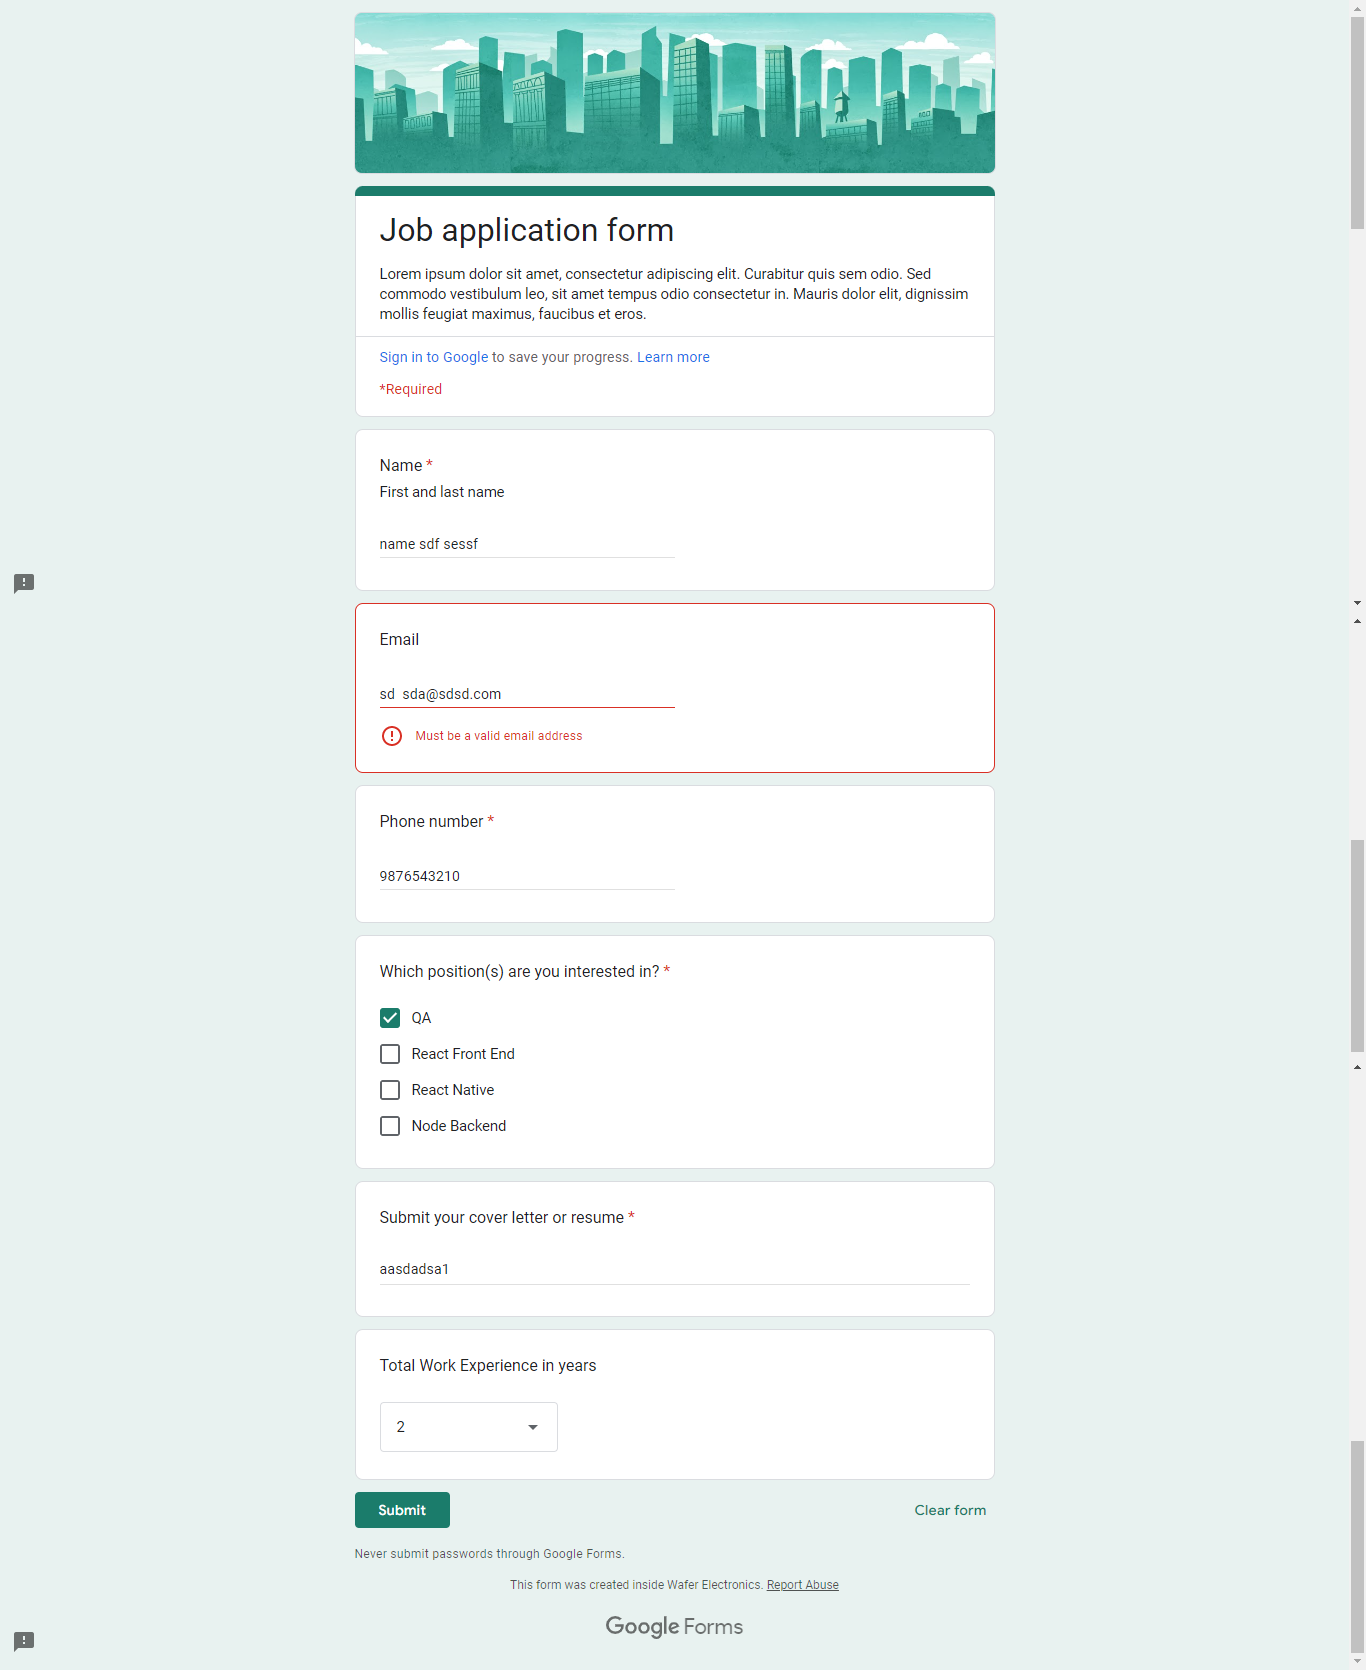 Job application form
Lorem ipsum dolor sit amet, consectetur adipiscing elit. Curabitur quis sem odio. Sed
commodo vestibulum leo, sit amet tempus odio consectetur in. Mauris dolor elit, dignissim
mollis feugiat maximus, faucibus et eros.
Sign in to Google to save your progress. Learn more
*Required
Name *
First and last name
name sdf sessf
Email
sd  sda@sdsd.com
Must be a valid email address
Phone number *
9876543210
Which position(s) are you interested in? *
QA
React Front End
React Native
Node Backend
Submit your cover letter or resume *
aasdadsa1
Total Work Experience in years
2
Submit
Clear form
Never submit passwords through Google Forms.
This form was created inside Wafer Electronics. Report Abuse
Google Forms